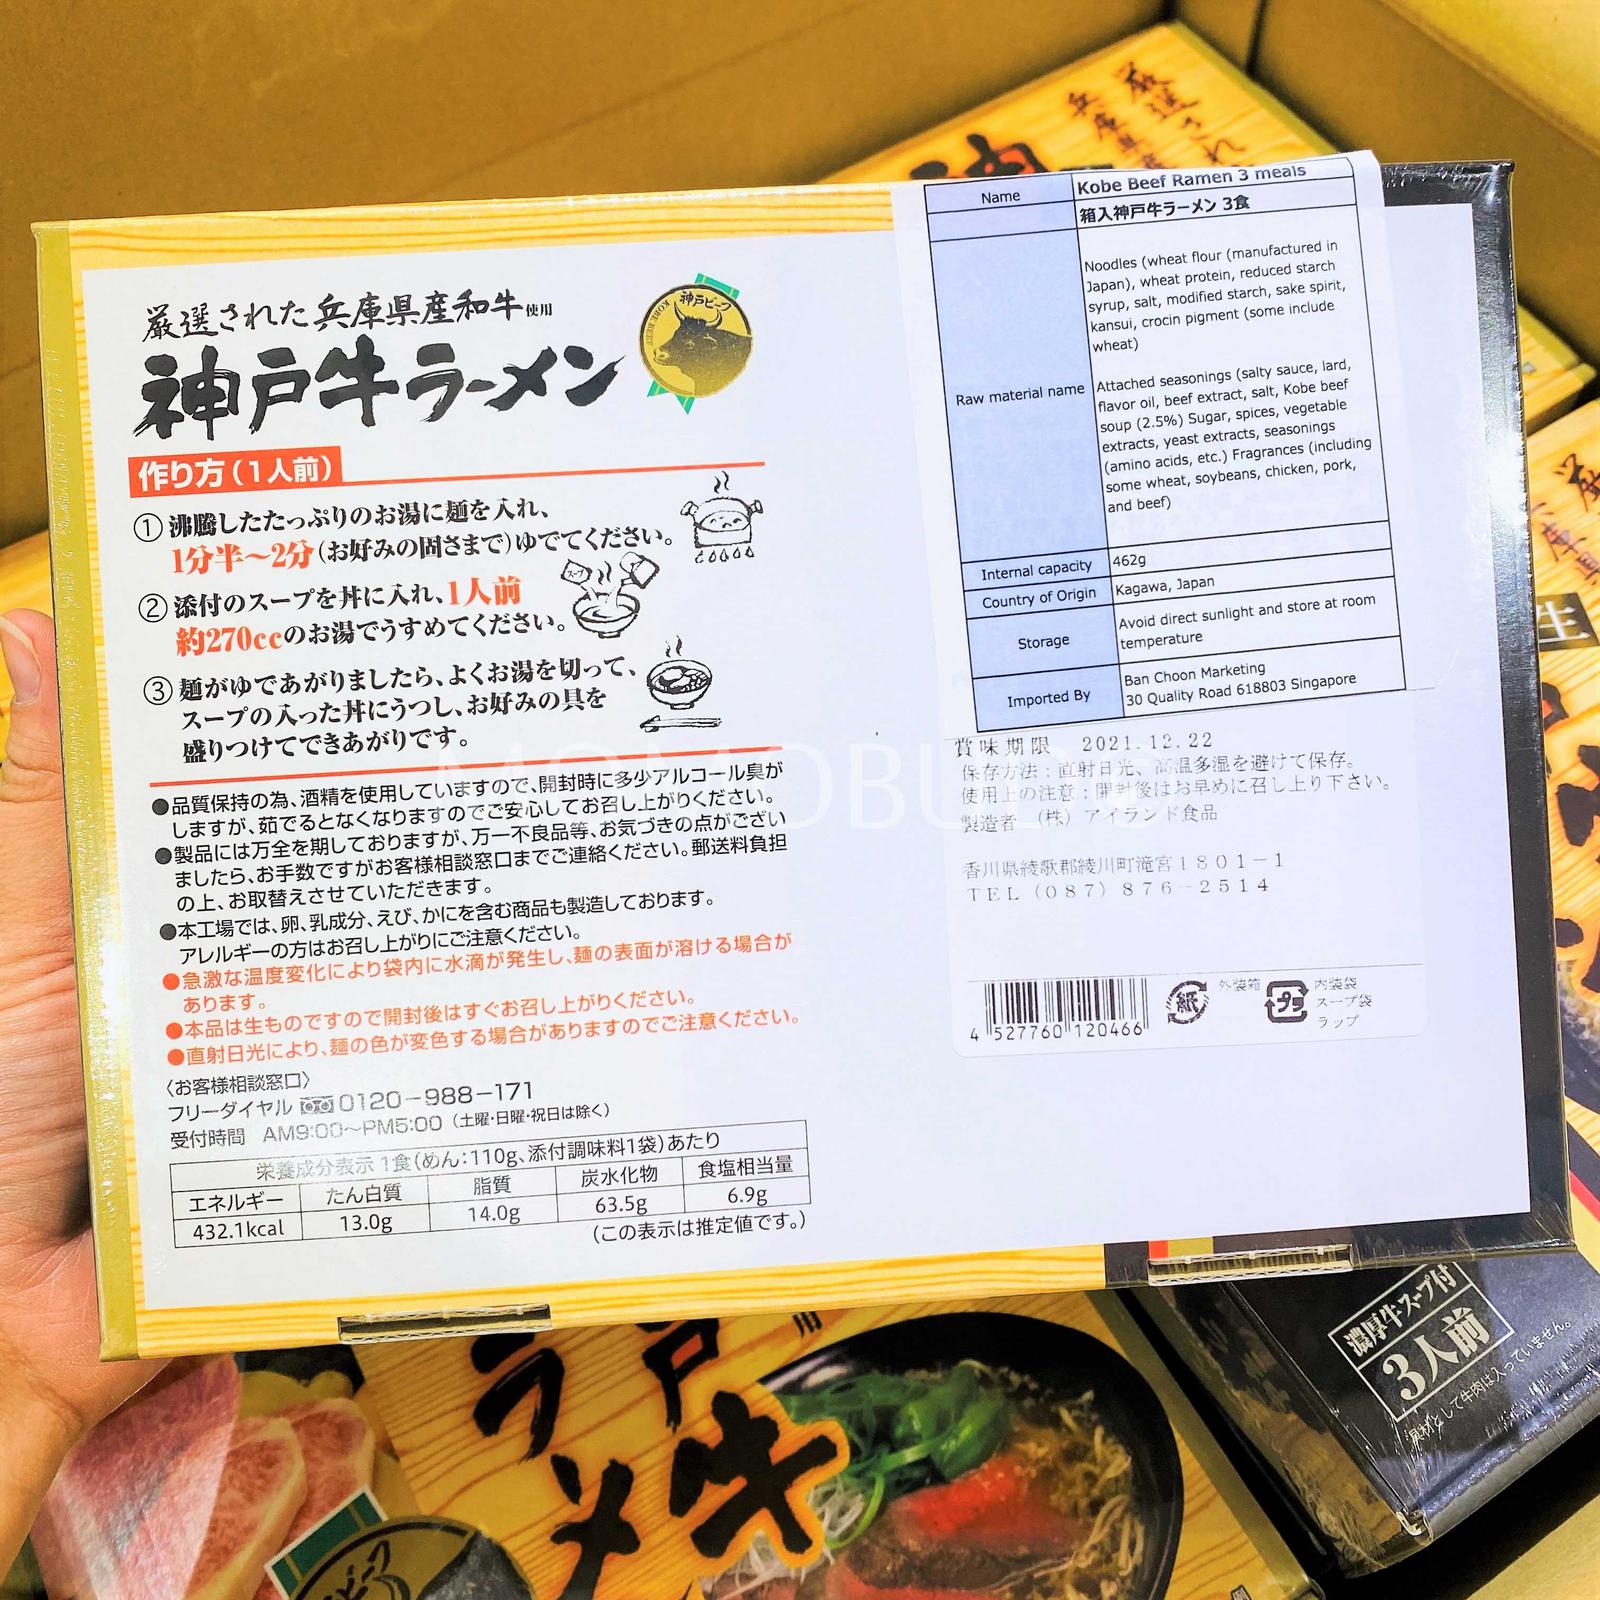 厳選された兵庫県産和牛使用
神戸牛ラーメン
神戸ビーフ
KOBE BEEF
作り方(1人前)
①沸騰したたっぷりのお湯に麺を入れ、
1分半〜2分(お好みの固さまで)ゆでてください。
スープ
②添付のスープを丼に入れ、1人前
約270ccのお湯でうすめてください。
③麺がゆであがりましたら、よくお湯を切って、
スープの入った丼にうつし、お好みの具を
盛りつけてできあがりです。
●品質保持の為、酒精を使用していますので、開封時に多少アルコール臭が
しますが、茹でるとなくなりますのでご安心してお召し上がりください。
●製品には万全を期しておりますが、万一不良品等、お気づきの点がござい
ましたら、お手数ですがお客様相談窓口までご連絡ください。郵送料負担
の上、お取替えさせていただきます。
●本工場では、卵、乳成分、えび、かにを含む商品も製造しております。
アレルギーの方はお召し上がりにご注意ください。
●急激な温度変化により袋内に水滴が発生し、麺の表面が溶ける場合が
あります。
●本品は生ものですので開封後はすぐお召し上がりください。
●直射日光により、麺の色が変色する場合がありますのでご注意ください。
〈お客様相談窓口〉
フリーダイヤル 0120-988-171
受付時間 AM9:00〜PM5:00 (土曜・日曜・祝日は除く)
栄養成分表示 1食(めん:110g、添付調味料1袋)あたり
エネルギー たん白質 脂質 炭水化物 食塩相当量
432.1kcal 13.0g 14.0g 63.5g 6.9g
(この表示は推定値です。)
Name Kobe Beef Ramen 3 meals
箱入神戸牛ラーメン 3食
Raw material name
Noodles (wheat flour (manufactured in
Japan), wheat protein, reduced starch
syrup, salt, modified starch, sake spirit,
kansui, crocin pigment (some include
wheat)
Attached seasonings (salty sauce, lard,
flavor oil, beef extract, salt, Kobe beef
soup (2.5%) Sugar, spices, vegetable
extracts, yeast extracts, seasonings
(amino acids, etc.) Fragrances (including
some wheat, soybeans, chicken, pork,
and beef)
Internal capacity 462g
Country of Origin Kagawa, Japan
Storage Avoid direct sunlight and store at room
temperature
Imported By Ban Choon Marketing
30 Quality Road 618803 Singapore
賞味期限 2021.12.22
保存方法:直射日光、高温多湿を避けて保存。
使用上の注意:開封後はお早めに召し上り下さい。
製造者 (株)アイランド食品
香川県綾歌郡綾川町滝宮1801-1
TEL(087)876-2514
4 527760 120466
紙 外装箱
プラ 内装袋
スープ袋
ラップ
厳選され
兵庫県産
神
生
濃厚牛スープ付
3人前
具材として牛肉は入っていません。
戸牛
ラーメ